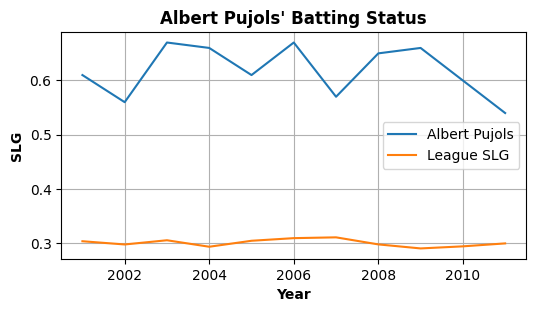 Albert Pujols' Batting Status
SLG
0.6
0.5
0.4
0.3
Albert Pujols
League SLG
2002 2004 2006 2008 2010
Year